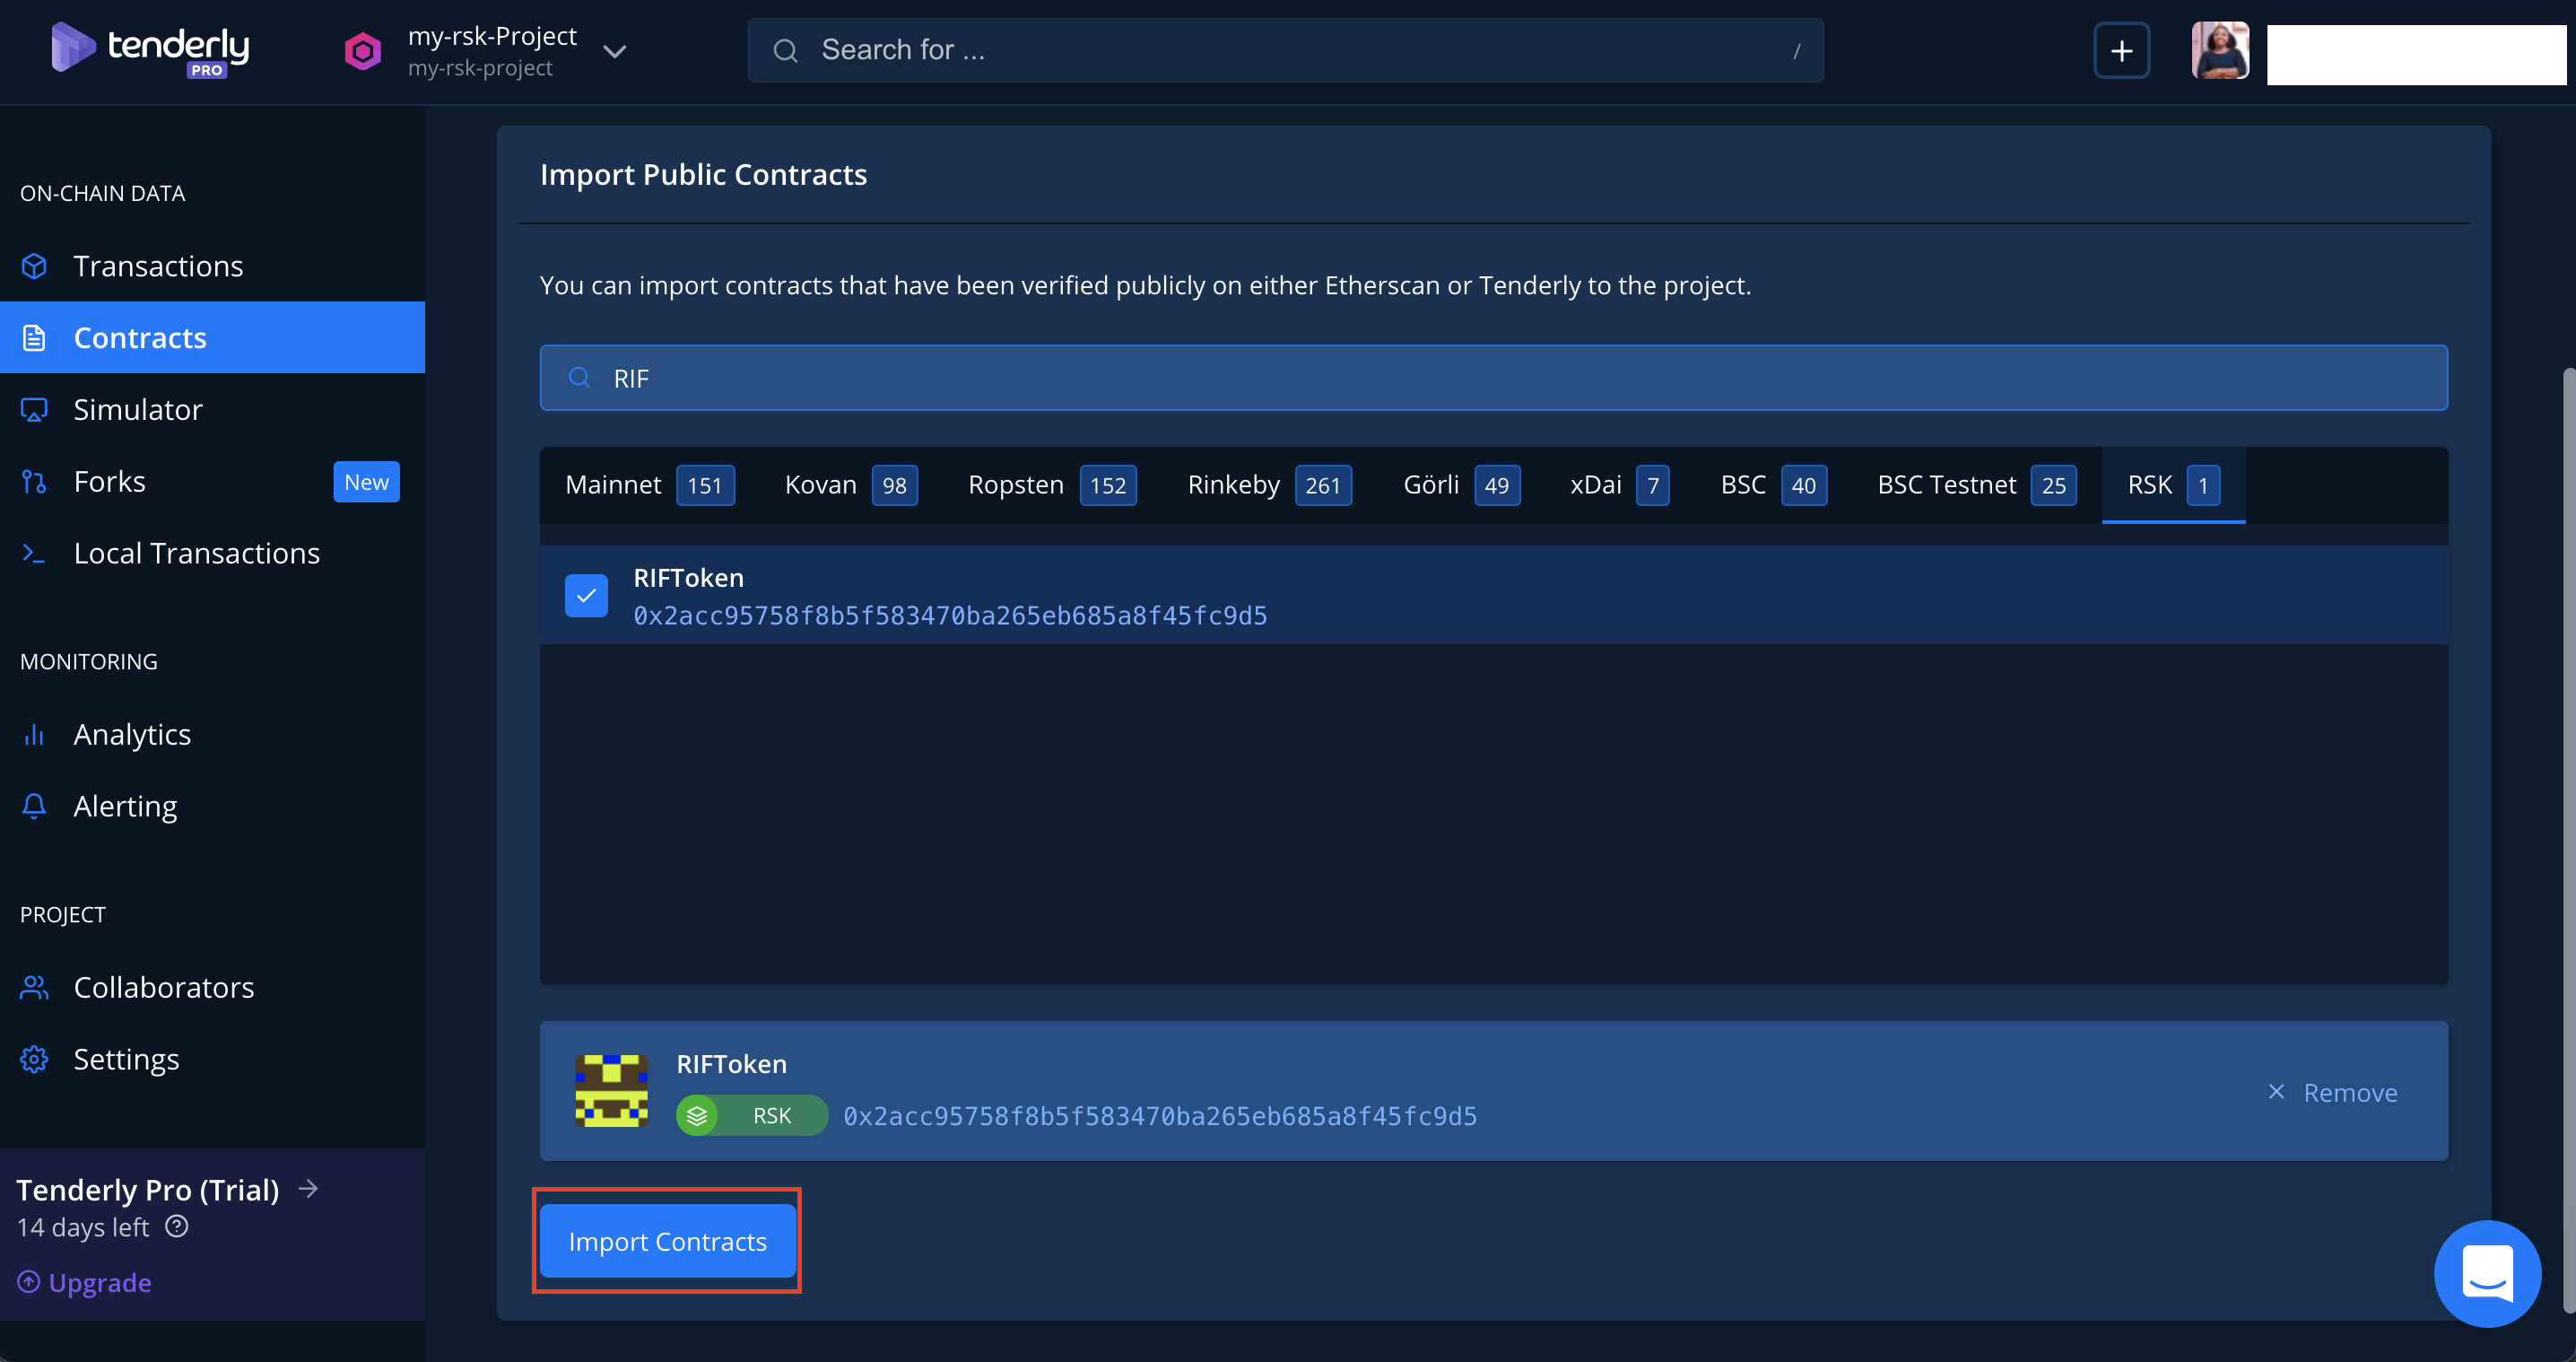 tenderly
PRO
my-rsk-Project
my-rsk-project
Search for ...
/
ON-CHAIN DATA
Transactions
Contracts
Simulator
Forks New
Local Transactions
MONITORING
Analytics
Alerting
PROJECT
Collaborators
Settings
Tenderly Pro (Trial)
14 days left
Upgrade
Import Public Contracts
You can import contracts that have been verified publicly on either Etherscan or Tenderly to the project.
RIF
Mainnet 151 Kovan 98 Ropsten 152 Rinkeby 261 Görli 49 xDai 7 BSC 40 BSC Testnet 25 RSK 1
RIFToken
0x2acc95758f8b5f583470ba265eb685a8f45fc9d5
RIFToken
RSK 0x2acc95758f8b5f583470ba265eb685a8f45fc9d5
Remove
Import Contracts